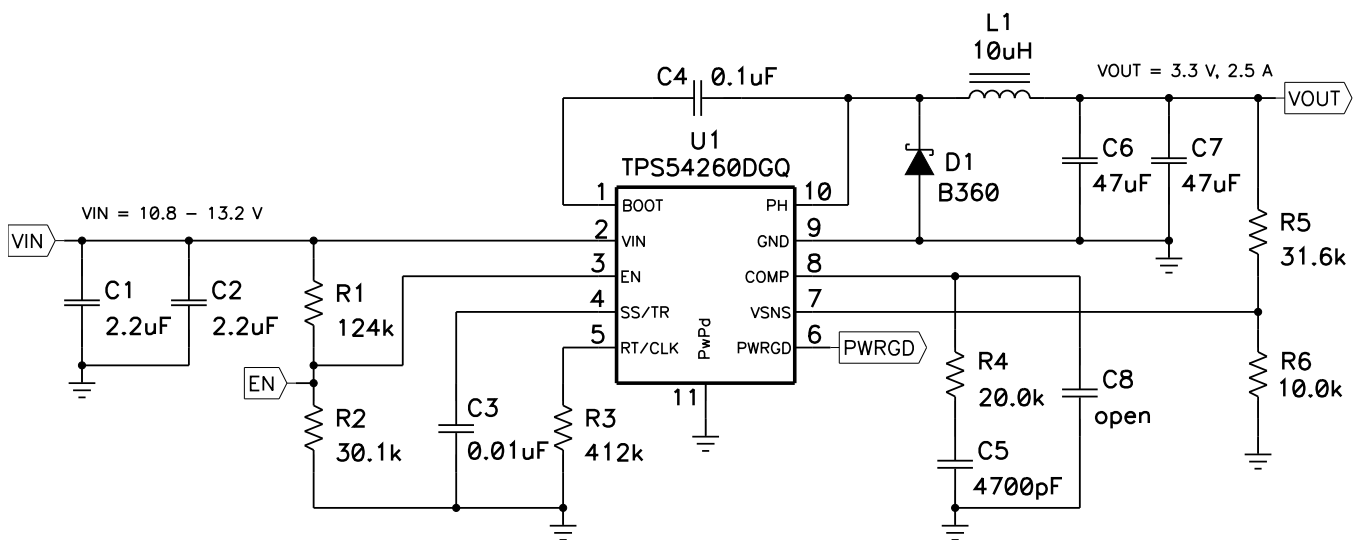 L1
10uH
VOUT = 3.3 V, 2.5 A
VOUT
C4 0.1uF
U1
TPS54260DGQ
D1
B360
C6
47uF
C7
47uF
1 BOOT
PH 10
VIN = 10.8 – 13.2 V
VIN
2 VIN
GND 9
R5
31.6k
3 EN
COMP 8
C1
2.2uF
C2
2.2uF
R1
124k
4 SS/TR
VSNS 7
5 RT/CLK
PwPd
PWRGD 6
PWRGD
EN
11
R4
20.0k
C8
open
R6
10.0k
R2
30.1k
C3
0.01uF
R3
412k
C5
4700pF